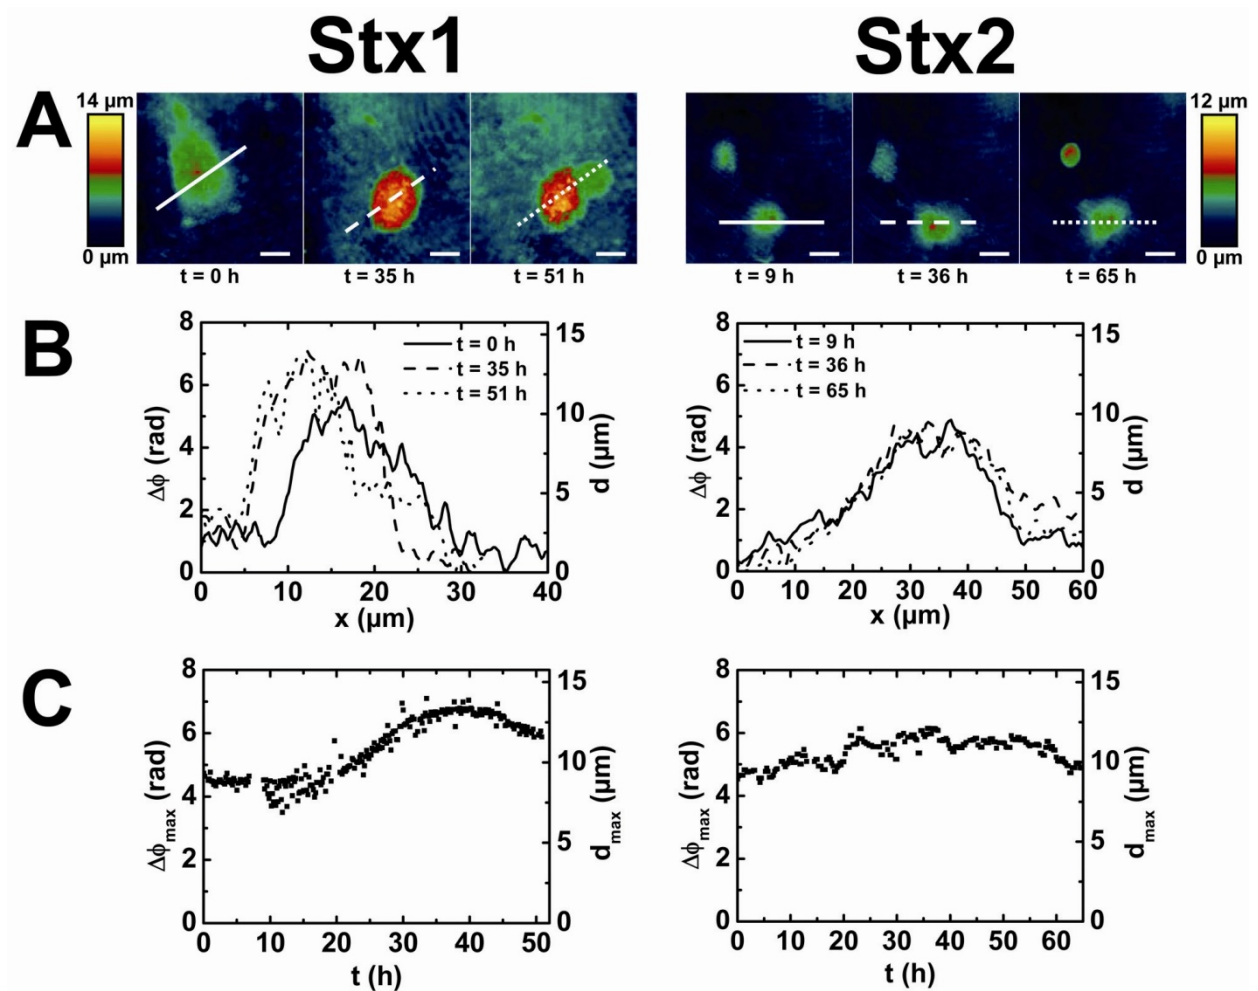 Stx1 Stx2
A
14 µm
0 µm
t = 0 h t = 35 h t = 51 h
12 µm
0 µm
t = 9 h t = 36 h t = 65 h
B
8
6
4
2
0
Δϕ (rad)
t = 0 h
t = 35 h
t = 51 h
15
10
5
0
d (µm)
0 10 20 30 40
x (µm)
8
6
4
2
0
Δϕ (rad)
t = 9 h
t = 36 h
t = 65 h
15
10
5
0
d (µm)
0 10 20 30 40 50 60
x (µm)
C
8
6
4
2
0
Δϕmax (rad)
15
10
5
0
dmax (µm)
0 10 20 30 40 50
t (h)
8
6
4
2
0
Δϕmax (rad)
15
10
5
0
dmax (µm)
0 10 20 30 40 50 60
t (h)